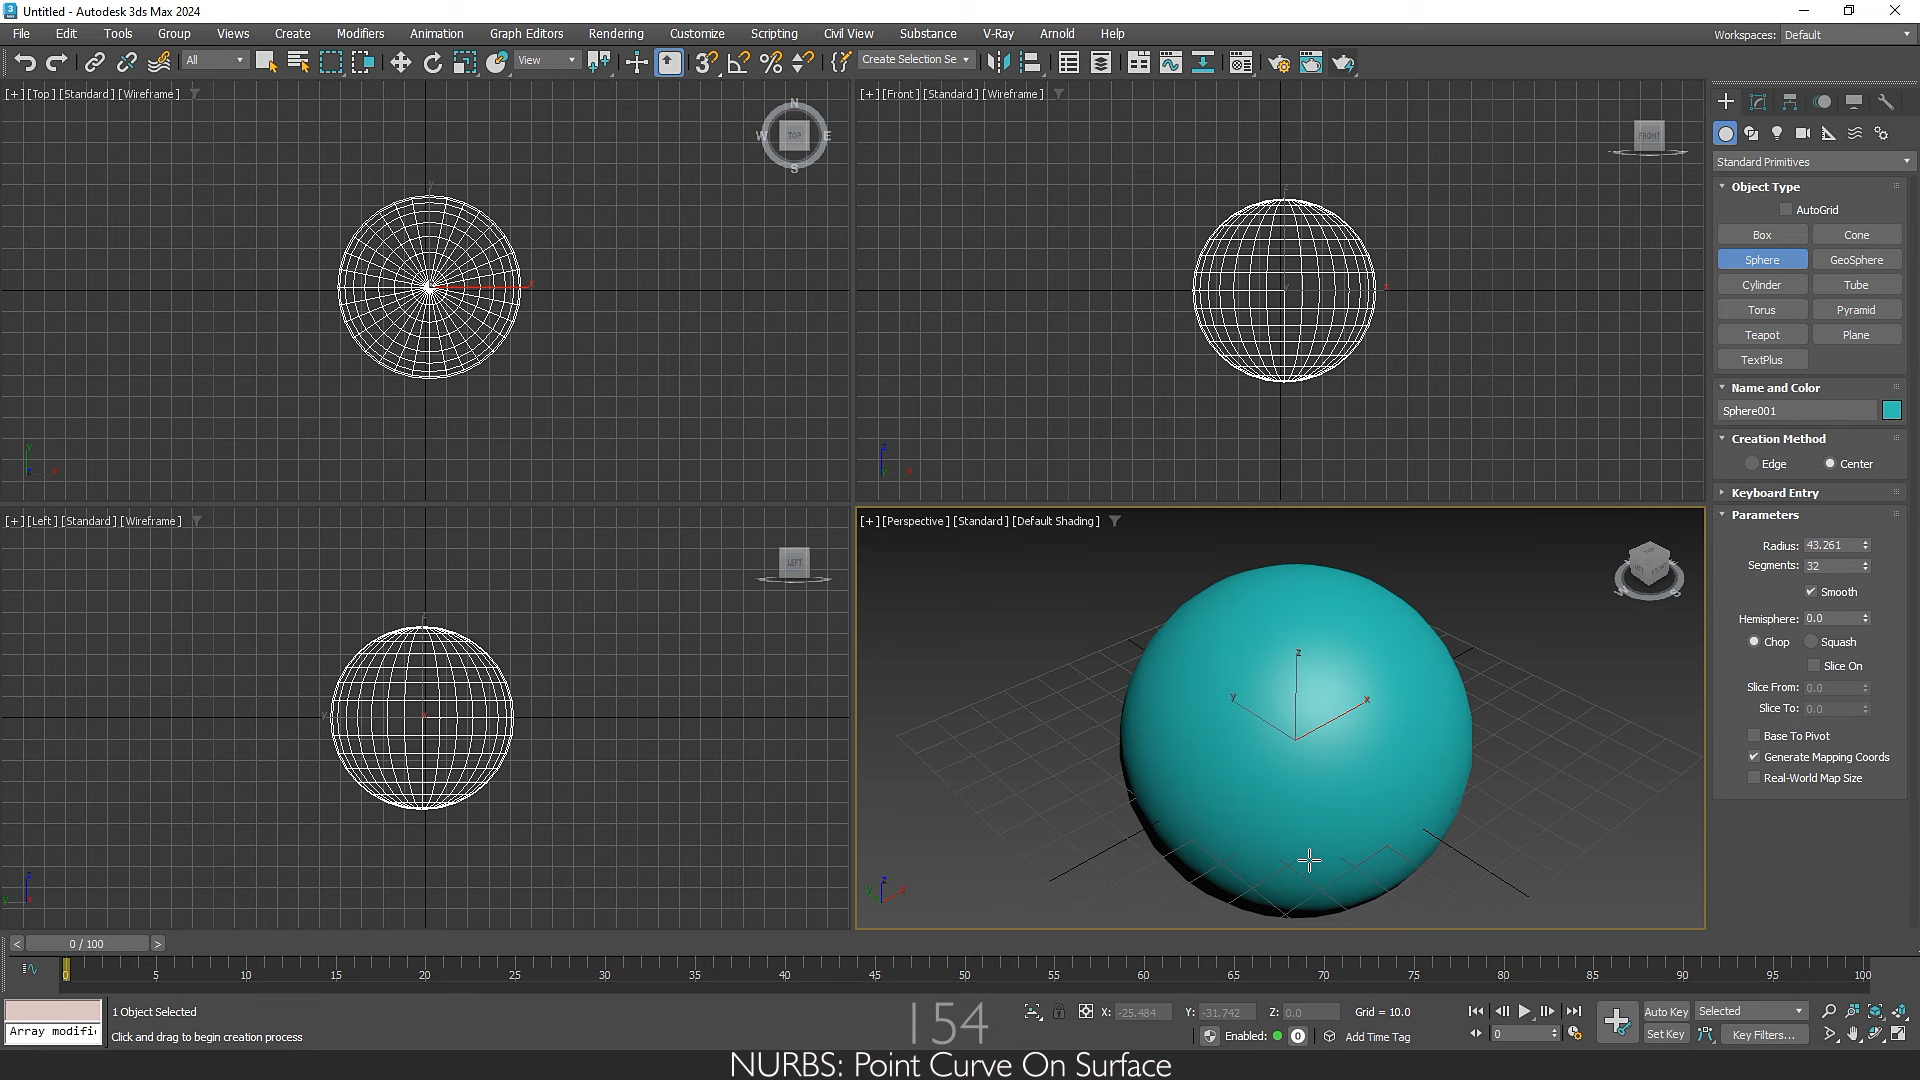 Untitled - Autodesk 3ds Max 2024
File Edit Tools Group Views Create Modifiers Animation Graph Editors Rendering Customize Scripting Civil View Substance V-Ray Arnold Help
Workspaces: Default
All View Create Selection Se
[+] [Top] [Standard] [Wireframe]
N
W TOP E
S
y
x
y
z x
[+] [Front] [Standard] [Wireframe]
FRONT
z
x
z
y x
[+] [Left] [Standard] [Wireframe]
LEFT
y x
z
y x
[+] [Perspective] [Standard] [Default Shading]
z
y x
z
y x
Standard Primitives
Object Type
AutoGrid
Box Cone
Sphere GeoSphere
Cylinder Tube
Torus Pyramid
Teapot Plane
TextPlus
Name and Color
Sphere001
Creation Method
Edge Center
Keyboard Entry
Parameters
Radius: 43.261
Segments: 32
Smooth
Hemisphere: 0.0
Chop Squash
Slice On
Slice From: 0.0
Slice To: 0.0
Base To Pivot
Generate Mapping Coords
Real-World Map Size
< 0 / 100 >
0 5 10 15 20 25 30 35 40 45 50 55 60 65 70 75 80 85 90 95 100
1 Object Selected
Array modifi
Click and drag to begin creation process
154
X: -25.484 Y: -31.742 Z: 0.0 Grid = 10.0
Enabled: 0 Add Time Tag
0
Auto Key Selected
Set Key Key Filters...
NURBS: Point Curve On Surface